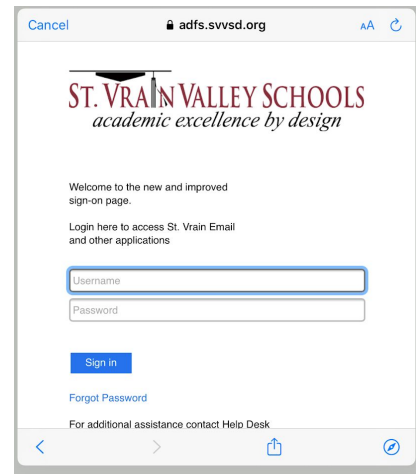 Cancel
adfs.svvsd.org
AA
ST. VRAIN VALLEY SCHOOLS
academic excellence by design
Welcome to the new and improved
sign-on page.
Login here to access St. Vrain Email
and other applications
Username
Password
Sign in
Forgot Password
For additional assistance contact Help Desk